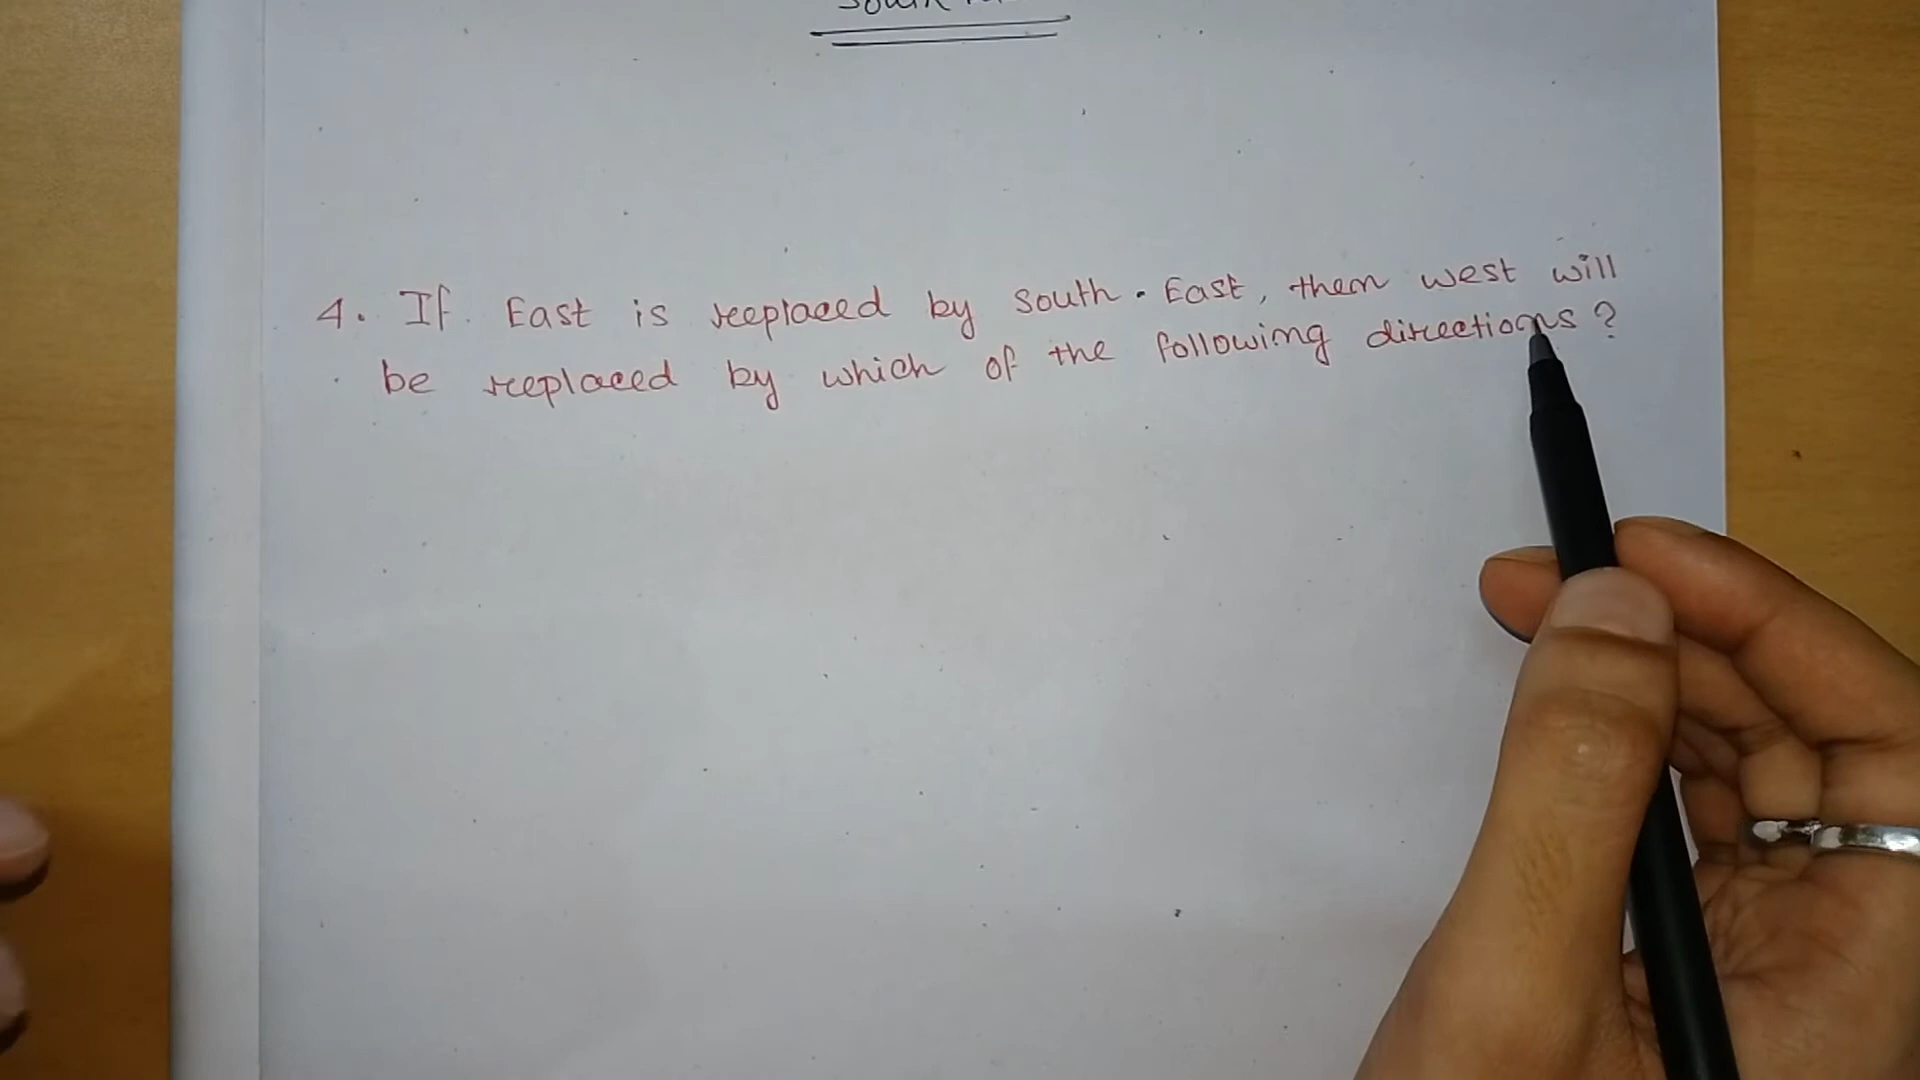 South
4. If East is replaced by South-East, then west will
be replaced by which of the following directions?